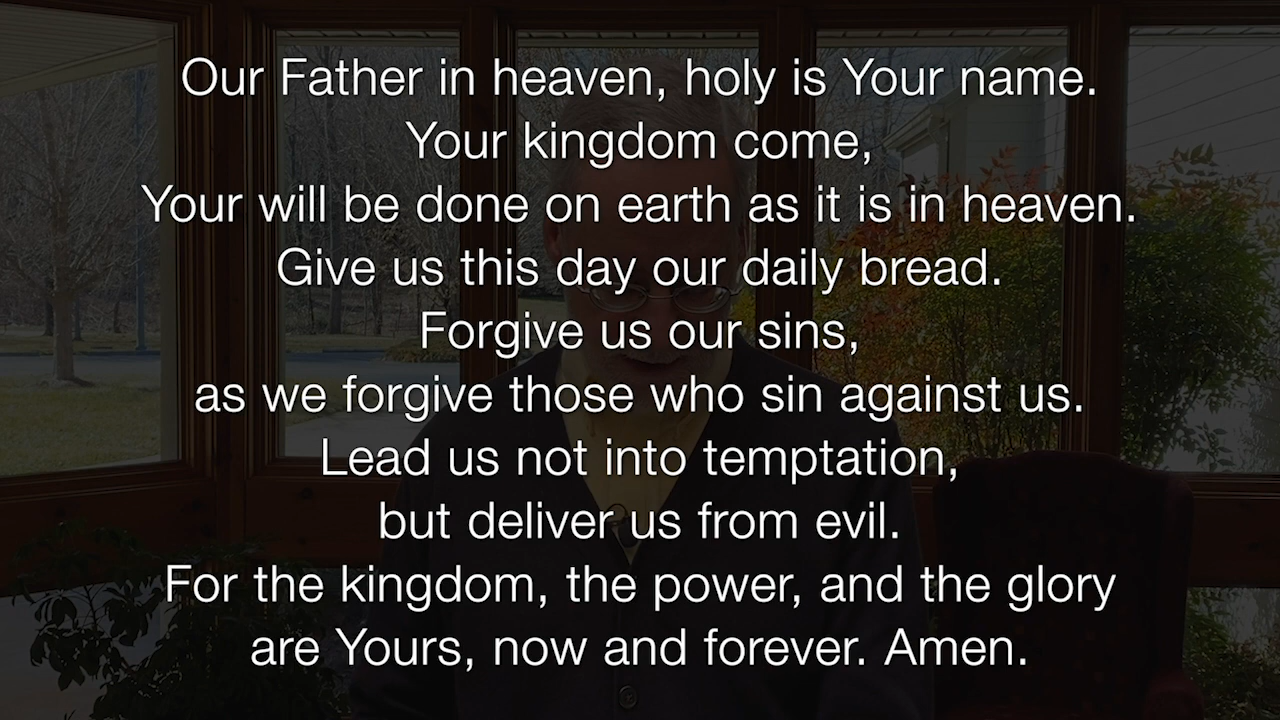 Our Father in heaven, holy is Your name.
Your kingdom come,
Your will be done on earth as it is in heaven.
Give us this day our daily bread.
Forgive us our sins,
as we forgive those who sin against us.
Lead us not into temptation,
but deliver us from evil.
For the kingdom, the power, and the glory
are Yours, now and forever. Amen.